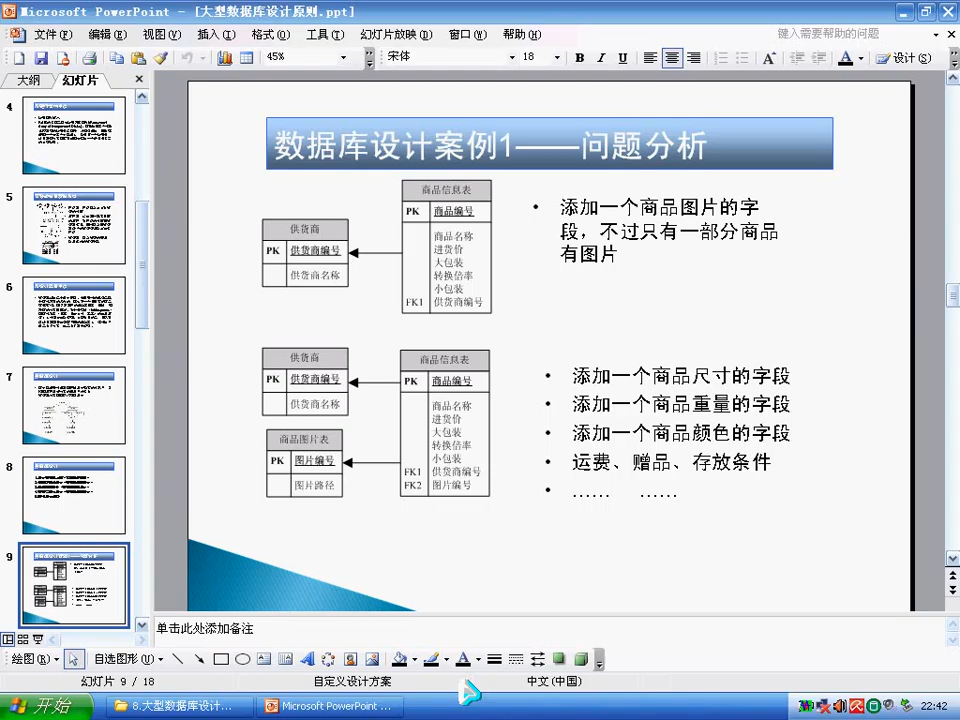 Microsoft PowerPoint - [大型数据库设计原则.ppt]
文件(F) 编辑(E) 视图(V) 插入(I) 格式(O) 工具(T) 幻灯片放映(D) 窗口(W) 帮助(H) 键入需要帮助的问题
45% 宋体 18 B I U A A 设计(S)
大纲 幻灯片
4
5
6
7
8
9
数据库设计案例1——问题分析
商品信息表
PK 商品编号
商品名称
进货价
大包装
转换倍率
小包装
FK1 供货商编号
供货商
PK 供货商编号
供货商名称
• 添加一个商品图片的字
段，不过只有一部分商品
有图片
供货商
PK 供货商编号
供货商名称
商品图片表
PK 图片编号
图片路径
商品信息表
PK 商品编号
商品名称
进货价
大包装
转换倍率
小包装
FK1 供货商编号
FK2 图片编号
• 添加一个商品尺寸的字段
• 添加一个商品重量的字段
• 添加一个商品颜色的字段
• 运费、赠品、存放条件
• …… ……
单击此处添加备注
绘图(R) 自选图形(U)
幻灯片 9 / 18 自定义设计方案 中文(中国)
开始 8.大型数据库设计... Microsoft PowerPoint ... 22:42